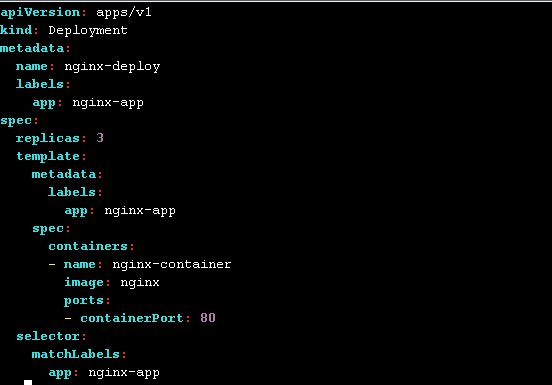 apiVersion: apps/v1
kind: Deployment
metadata:
  name: nginx-deploy
  labels:
    app: nginx-app
spec:
  replicas: 3
  template:
    metadata:
      labels:
        app: nginx-app
    spec:
      containers:
      - name: nginx-container
        image: nginx
        ports:
        - containerPort: 80
  selector:
    matchLabels:
      app: nginx-app